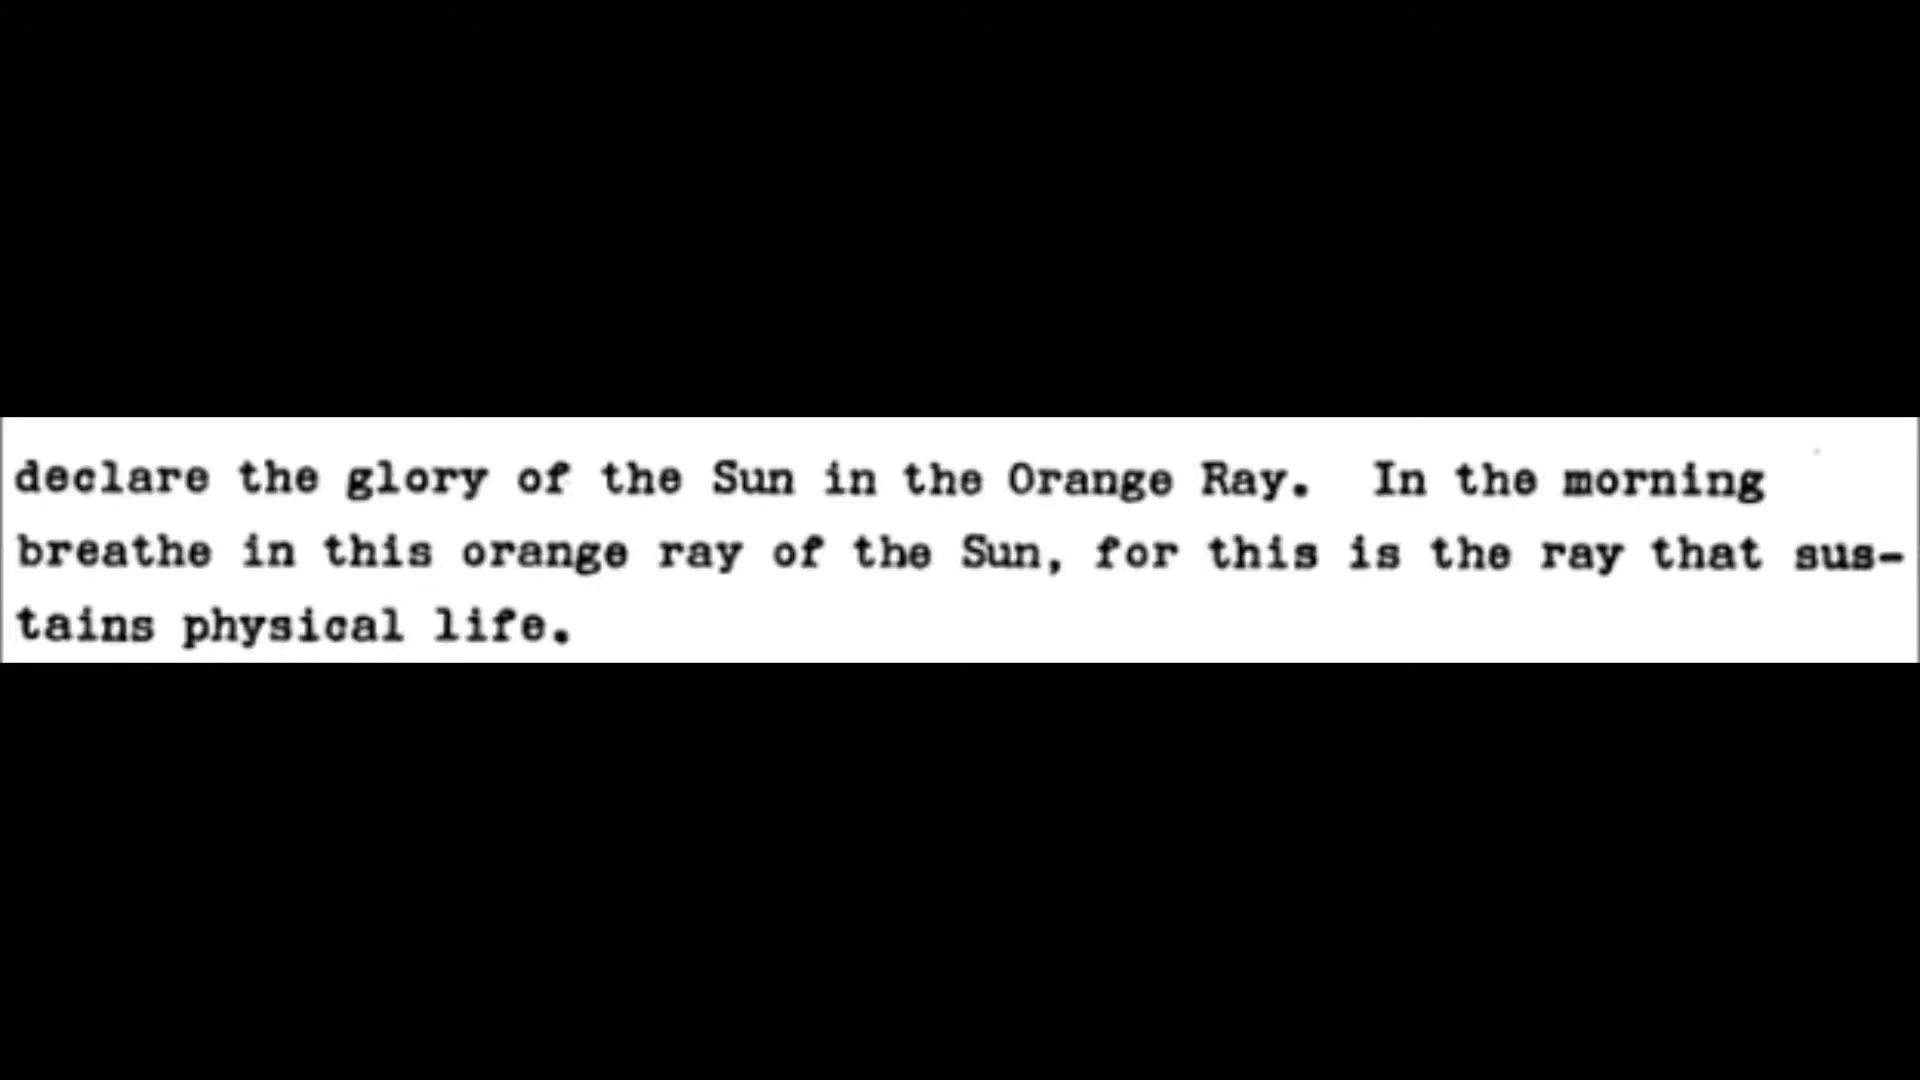 declare the glory of the Sun in the Orange Ray.  In the morning
breathe in this orange ray of the Sun, for this is the ray that sus-
tains physical life.